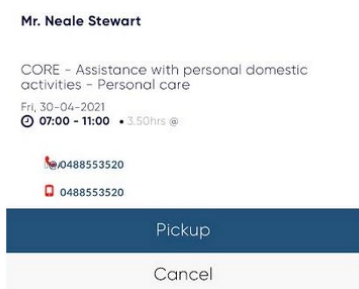 Mr. Neale Stewart
CORE - Assistance with personal domestic
activities - Personal care
Fri, 30-04-2021
07:00 - 11:00 • 3.50hrs @
0488553520
0488553520
Pickup
Cancel